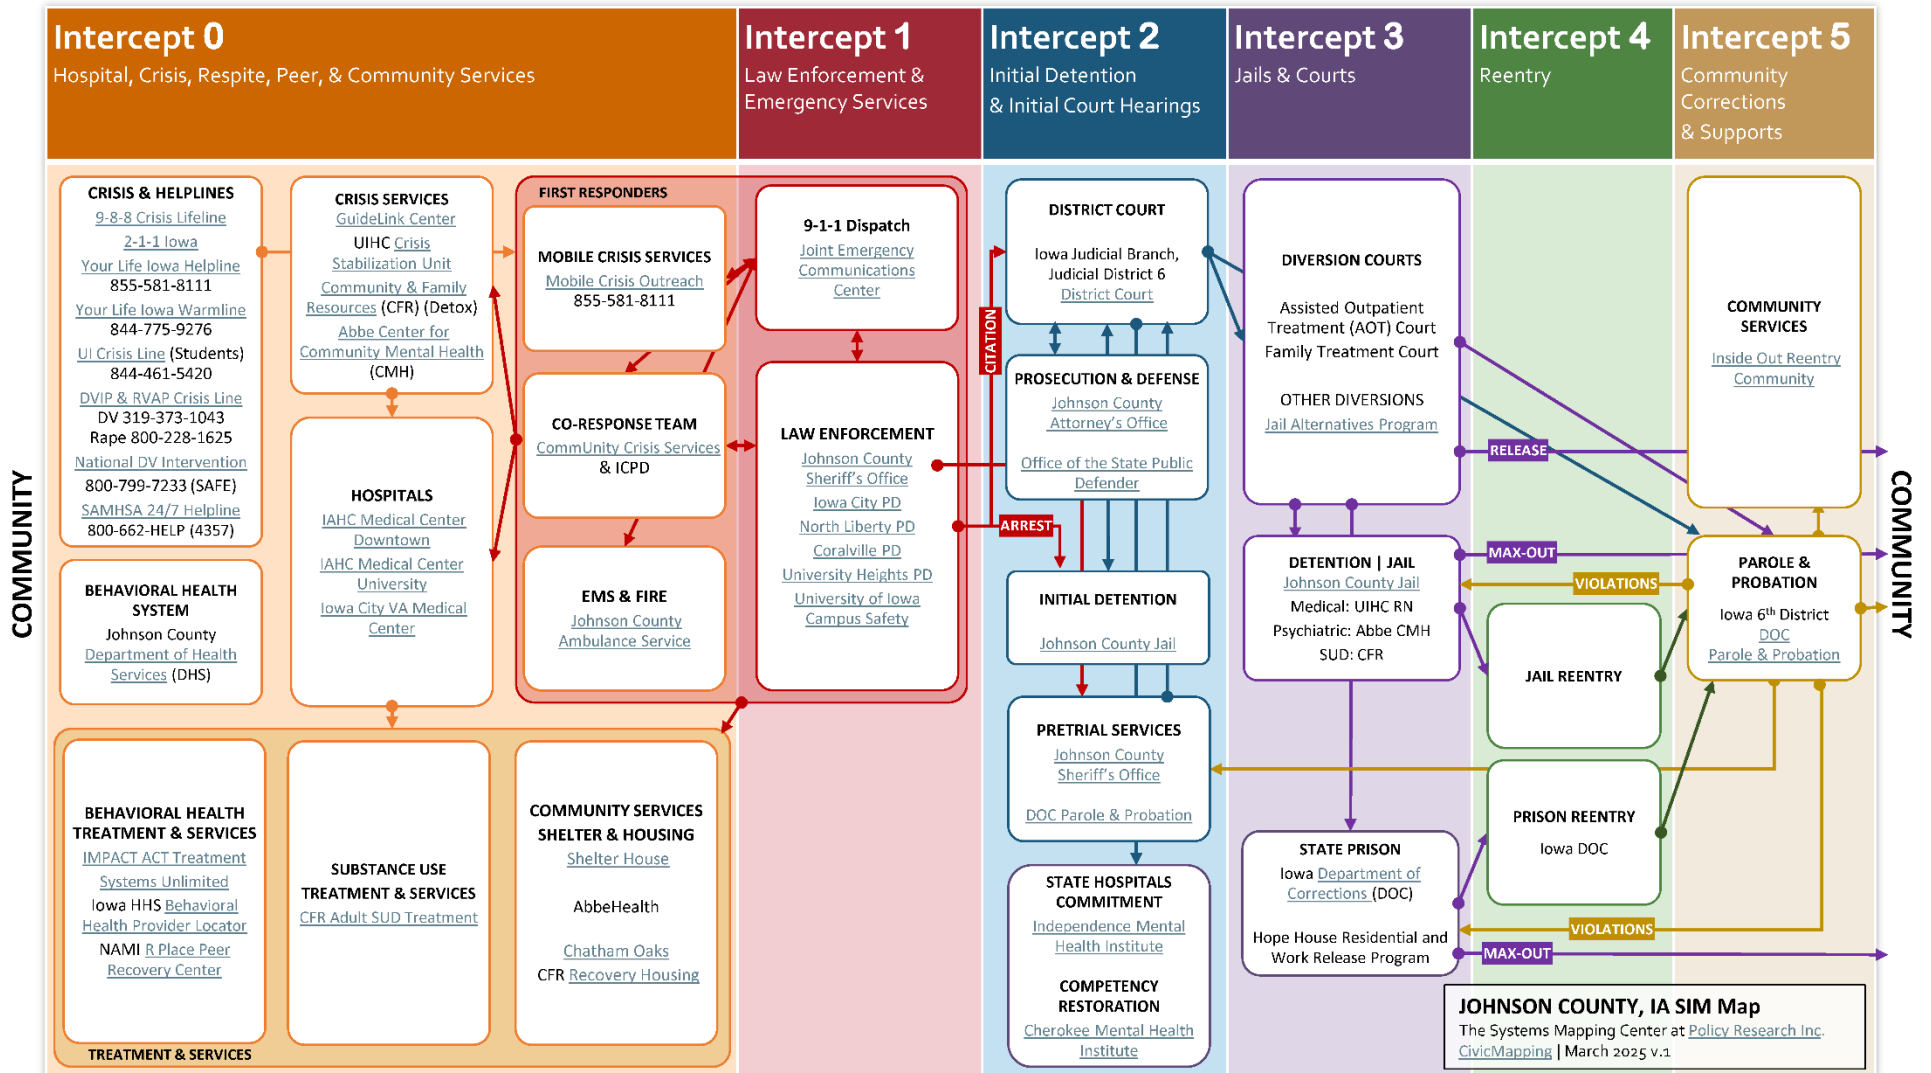 Intercept 0
Hospital, Crisis, Respite, Peer, & Community Services
Intercept 1
Law Enforcement &
Emergency Services
Intercept 2
Initial Detention
& Initial Court Hearings
Intercept 3
Jails & Courts
Intercept 4
Reentry
Intercept 5
Community
Corrections
& Supports
COMMUNITY
CRISIS & HELPLINES
9-8-8 Crisis Lifeline
2-1-1 Iowa
Your Life Iowa Helpline
855-581-8111
Your Life Iowa Warmline
844-775-9276
UI Crisis Line (Students)
844-461-5420
DVIP & RVAP Crisis Line
DV 319-373-1043
Rape 800-228-1625
National DV Intervention
800-799-7233 (SAFE)
SAMHSA 24/7 Helpline
800-662-HELP (4357)
BEHAVIORAL HEALTH
SYSTEM
Johnson County
Department of Health
Services (DHS)
CRISIS SERVICES
GuideLink Center
UIHC Crisis
Stabilization Unit
Community & Family
Resources (CFR) (Detox)
Abbe Center for
Community Mental Health
(CMH)
HOSPITALS
IAHC Medical Center
Downtown
IAHC Medical Center
University
Iowa City VA Medical
Center
FIRST RESPONDERS
MOBILE CRISIS SERVICES
Mobile Crisis Outreach
855-581-8111
CO-RESPONSE TEAM
CommUnity Crisis Services
& ICPD
EMS & FIRE
Johnson County
Ambulance Service
9-1-1 Dispatch
Joint Emergency
Communications
Center
LAW ENFORCEMENT
Johnson County
Sheriff's Office
Iowa City PD
North Liberty PD
Coralville PD
University Heights PD
University of Iowa
Campus Safety
BEHAVIORAL HEALTH
TREATMENT & SERVICES
IMPACT ACT Treatment
Systems Unlimited
Iowa HHS Behavioral
Health Provider Locator
NAMI R Place Peer
Recovery Center
SUBSTANCE USE
TREATMENT & SERVICES
CFR Adult SUD Treatment
COMMUNITY SERVICES
SHELTER & HOUSING
Shelter House
AbbeHealth
Chatham Oaks
CFR Recovery Housing
TREATMENT & SERVICES
CITATION
ARREST
DISTRICT COURT
Iowa Judicial Branch,
Judicial District 6
District Court
PROSECUTION & DEFENSE
Johnson County
Attorney's Office
Office of the State Public
Defender
INITIAL DETENTION
Johnson County Jail
PRETRIAL SERVICES
Johnson County
Sheriff's Office
DOC Parole & Probation
STATE HOSPITALS
COMMITMENT
Independence Mental
Health Institute
COMPETENCY
RESTORATION
Cherokee Mental Health
Institute
DIVERSION COURTS
Assisted Outpatient
Treatment (AOT) Court
Family Treatment Court
OTHER DIVERSIONS
Jail Alternatives Program
DETENTION | JAIL
Johnson County Jail
Medical: UIHC RN
Psychiatric: Abbe CMH
SUD: CFR
STATE PRISON
Iowa Department of
Corrections (DOC)
Hope House Residential and
Work Release Program
RELEASE
MAX-OUT
VIOLATIONS
JAIL REENTRY
PRISON REENTRY
Iowa DOC
VIOLATIONS
MAX-OUT
COMMUNITY
SERVICES
Inside Out Reentry
Community
PAROLE &
PROBATION
Iowa 6th District
DOC
Parole & Probation
COMMUNITY
JOHNSON COUNTY, IA SIM Map
The Systems Mapping Center at Policy Research Inc.
CivicMapping | March 2025 v.1